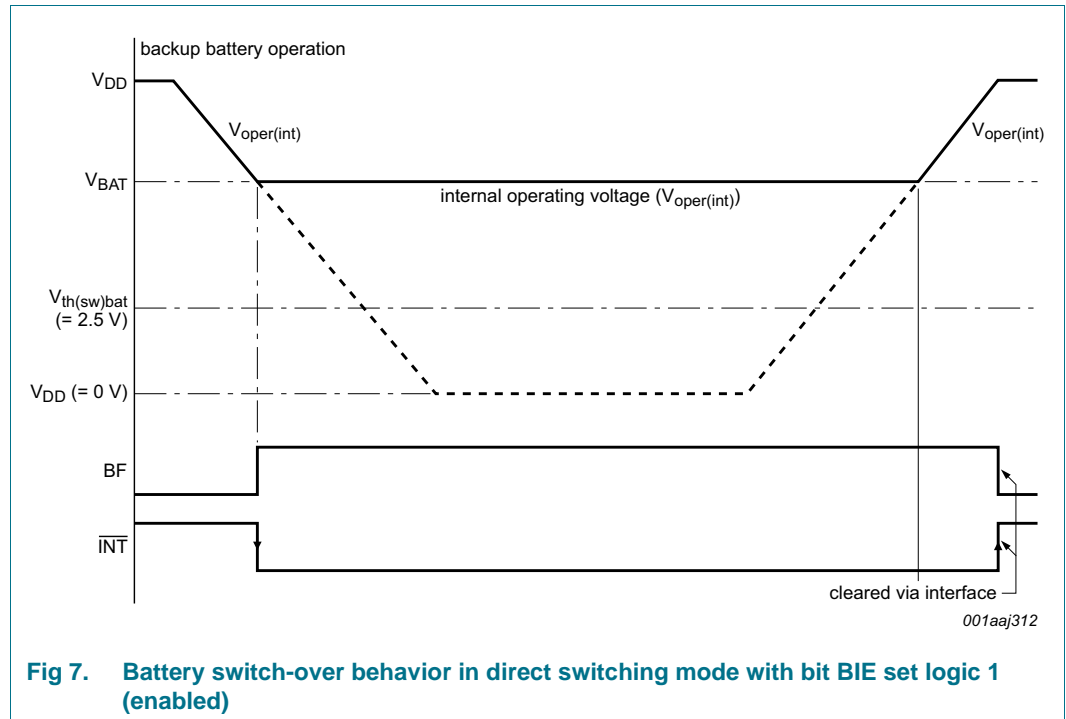 backup battery operation
VDD
Voper(int)
Voper(int)
VBAT
internal operating voltage (Voper(int))
Vth(sw)bat
(= 2.5 V)
VDD (= 0 V)
BF
INT
cleared via interface
001aaj312
Fig 7. Battery switch-over behavior in direct switching mode with bit BIE set logic 1
(enabled)